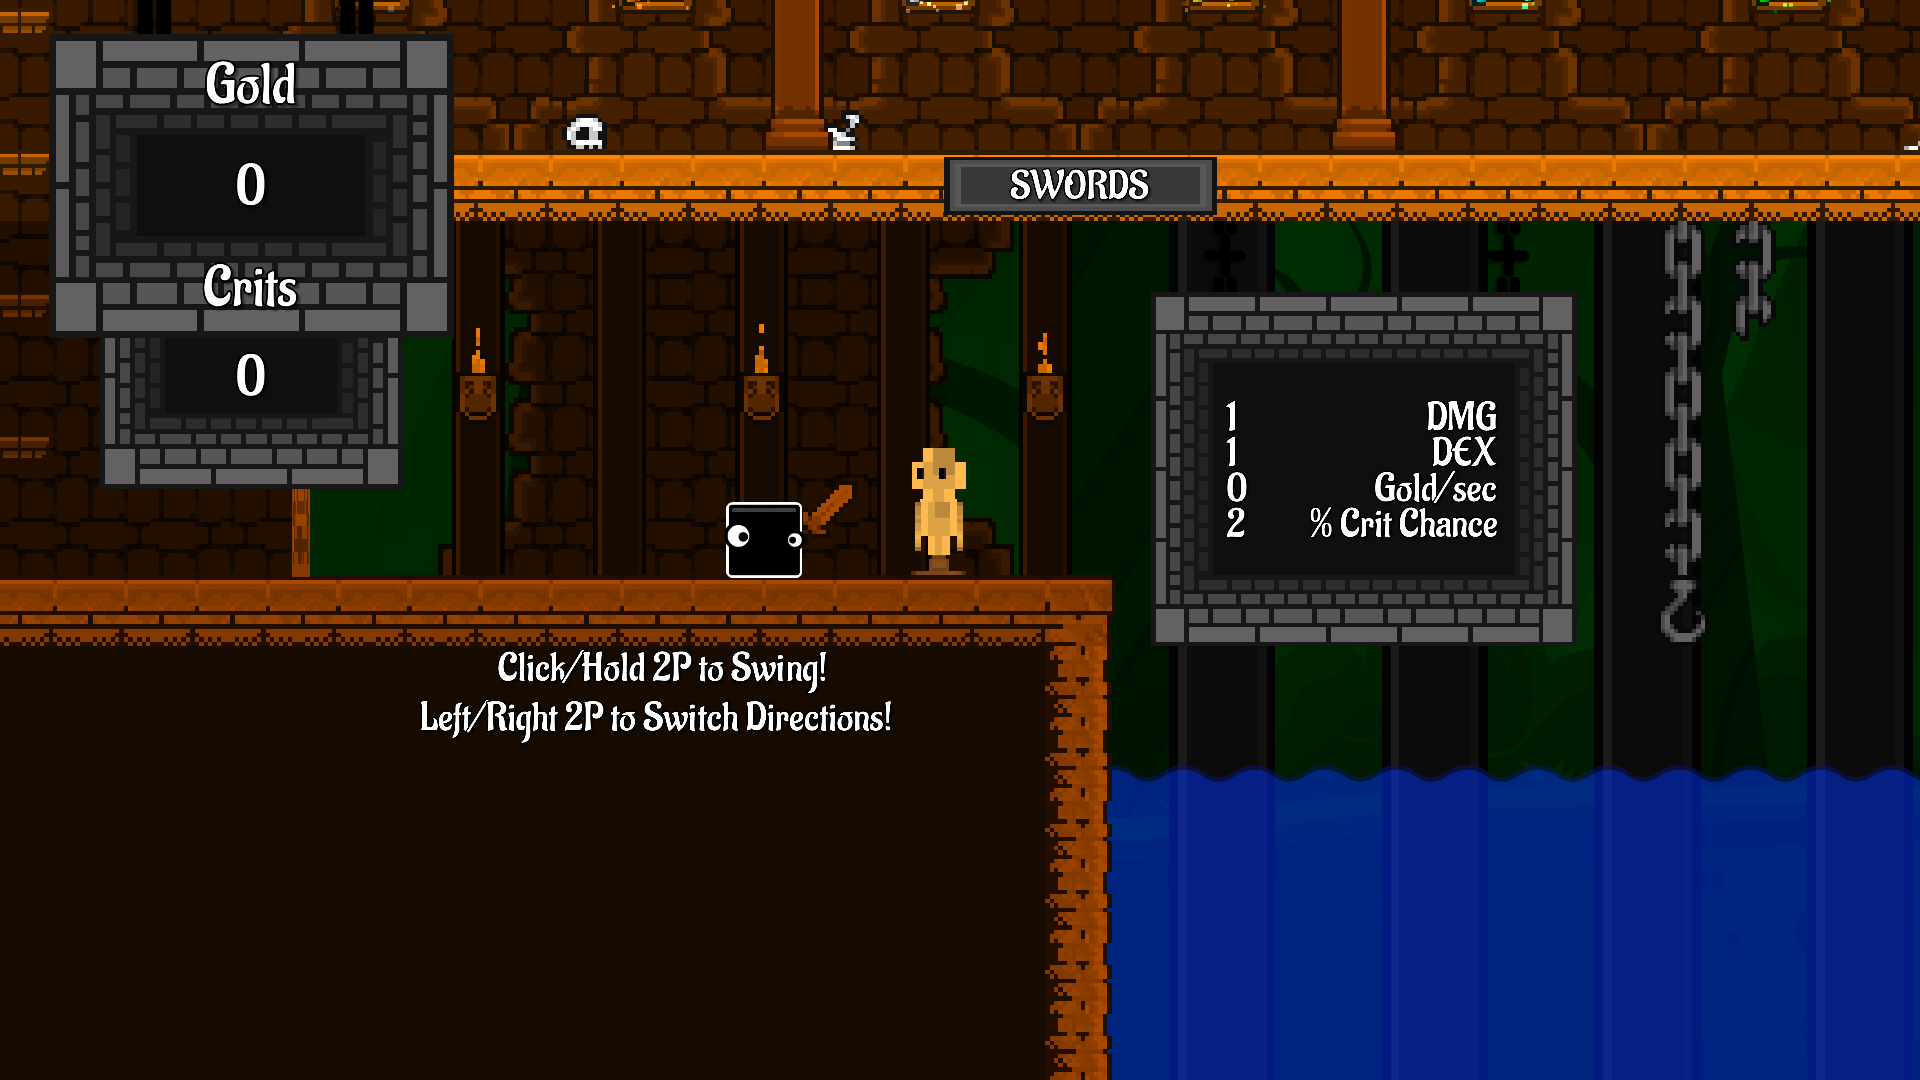 Gold
0
Crits
0
SWORDS
1 DMG
1 DEX
0 Gold/sec
2 % Crit Chance
Click/Hold 2P to Swing!
Left/Right 2P to Switch Directions!